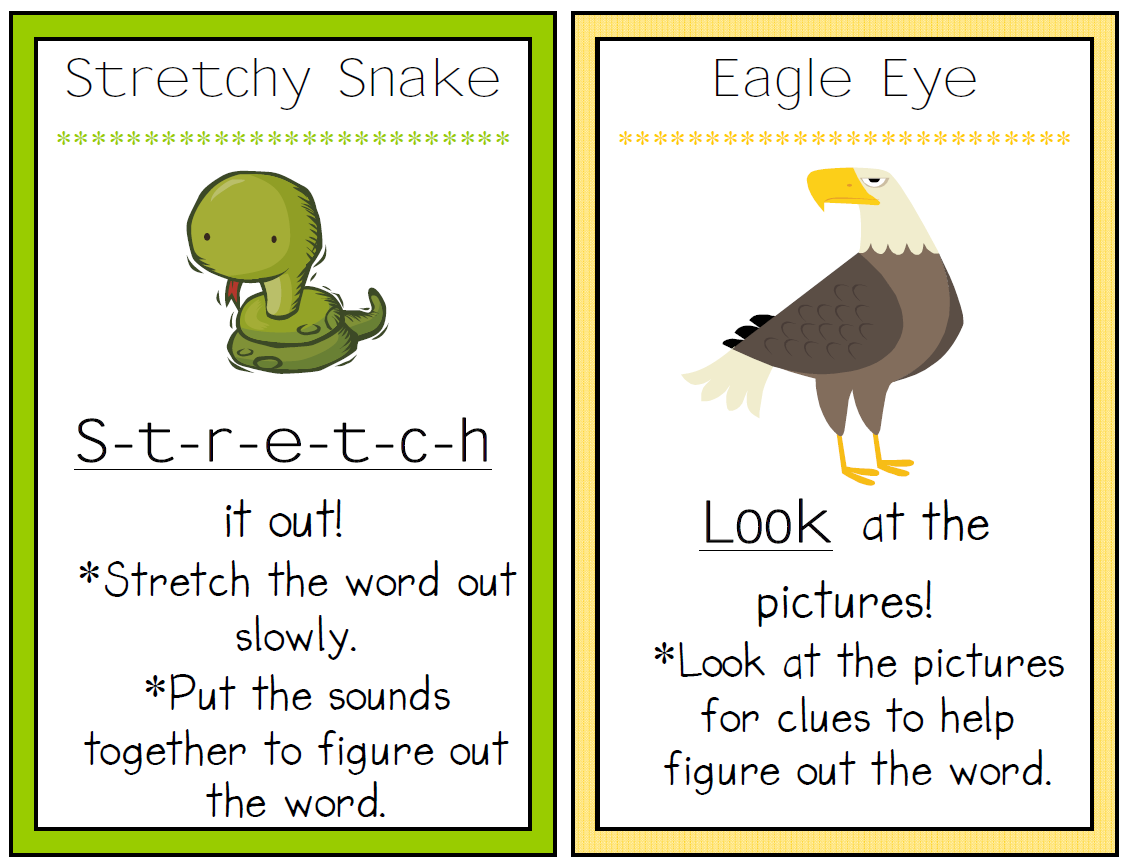 Stretchy Snake
**************************
S-t-r-e-t-c-h
it out!
*Stretch the word out
slowly.
*Put the sounds
together to figure out
the word.
Eagle Eye
**************************
Look at the
pictures!
*Look at the pictures
for clues to help
figure out the word.